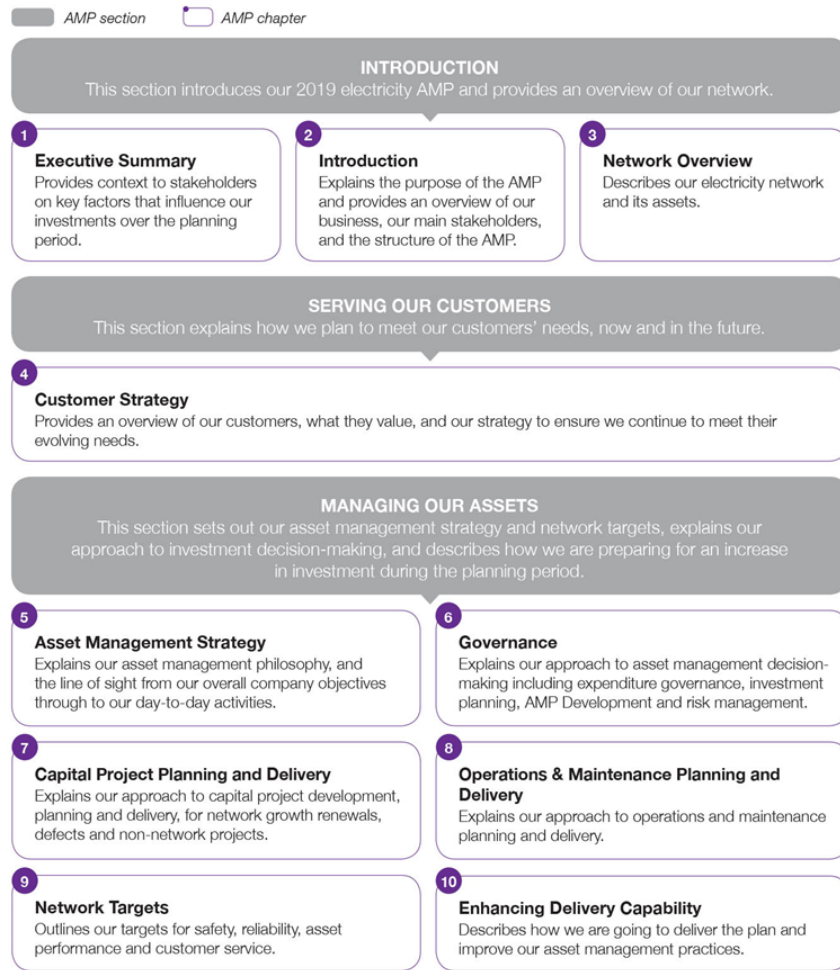 AMP section
AMP chapter
INTRODUCTION
This section introduces our 2019 electricity AMP and provides an overview of our network.
1
Executive Summary
Provides context to stakeholders
on key factors that influence our
investments over the planning
period.
2
Introduction
Explains the purpose of the AMP
and provides an overview of our
business, our main stakeholders,
and the structure of the AMP.
3
Network Overview
Describes our electricity network
and its assets.
SERVING OUR CUSTOMERS
This section explains how we plan to meet our customers' needs, now and in the future.
4
Customer Strategy
Provides an overview of our customers, what they value, and our strategy to ensure we continue to meet their
evolving needs.
MANAGING OUR ASSETS
This section sets out our asset management strategy and network targets, explains our
approach to investment decision-making, and describes how we are preparing for an increase
in investment during the planning period.
5
Asset Management Strategy
Explains our asset management philosophy, and
the line of sight from our overall company objectives
through to our day-to-day activities.
6
Governance
Explains our approach to asset management decision-
making including expenditure governance, investment
planning, AMP Development and risk management.
7
Capital Project Planning and Delivery
Explains our approach to capital project development,
planning and delivery, for network growth renewals,
defects and non-network projects.
8
Operations & Maintenance Planning and
Delivery
Explains our approach to operations and maintenance
planning and delivery.
9
Network Targets
Outlines our targets for safety, reliability, asset
performance and customer service.
10
Enhancing Delivery Capability
Describes how we are going to deliver the plan and
improve our asset management practices.